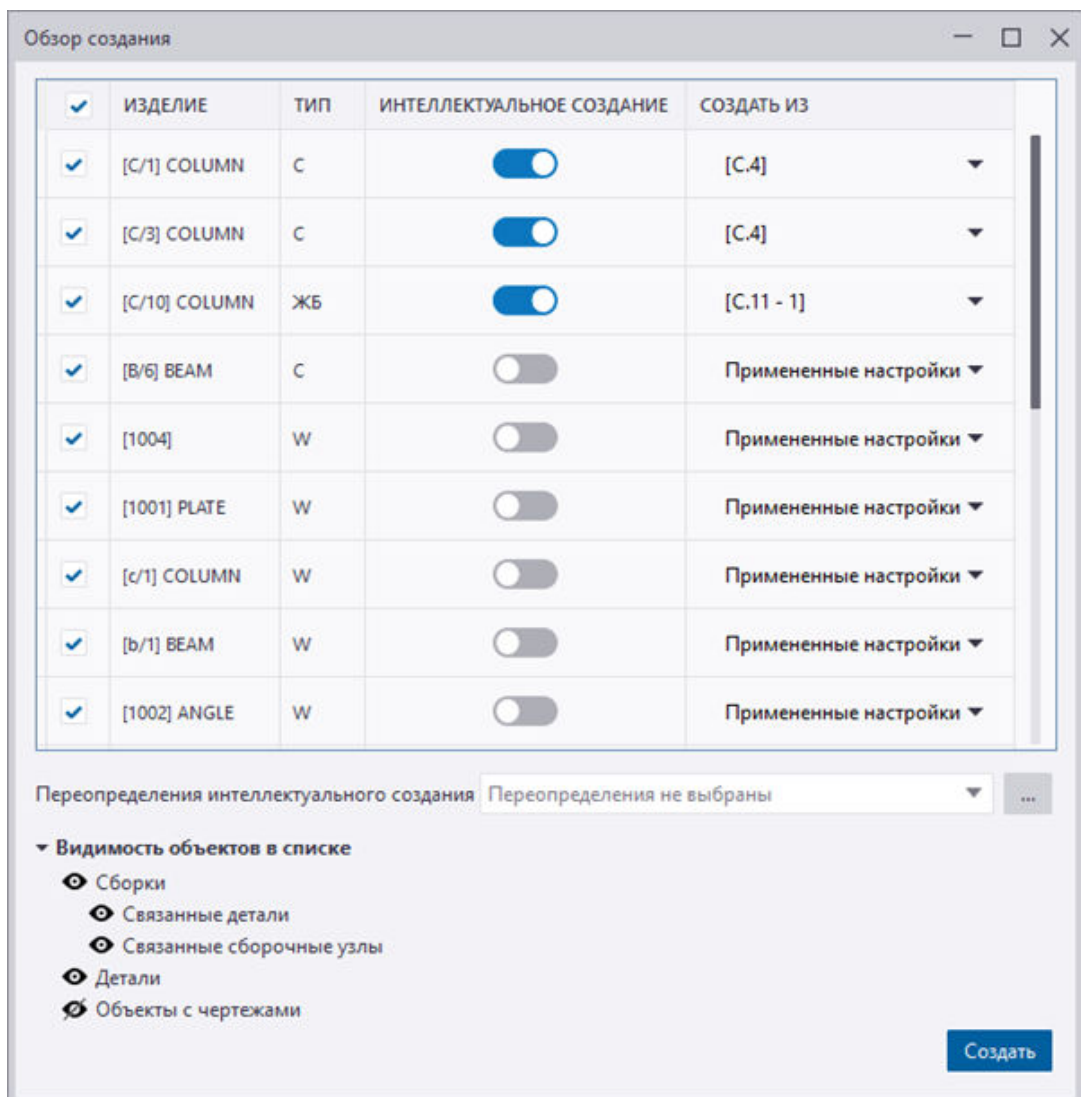 Обзор создания
ИЗДЕЛИЕ ТИП ИНТЕЛЛЕКТУАЛЬНОЕ СОЗДАНИЕ СОЗДАТЬ ИЗ
[C/1] COLUMN С [C.4]
[C/3] COLUMN С [C.4]
[C/10] COLUMN ЖБ [C.11 - 1]
[B/6] BEAM С Примененные настройки
[1004] W Примененные настройки
[1001] PLATE W Примененные настройки
[c/1] COLUMN W Примененные настройки
[b/1] BEAM W Примененные настройки
[1002] ANGLE W Примененные настройки
Переопределения интеллектуального создания Переопределения не выбраны ...
Видимость объектов в списке
Сборки
Связанные детали
Связанные сборочные узлы
Детали
Объекты с чертежами
Создать